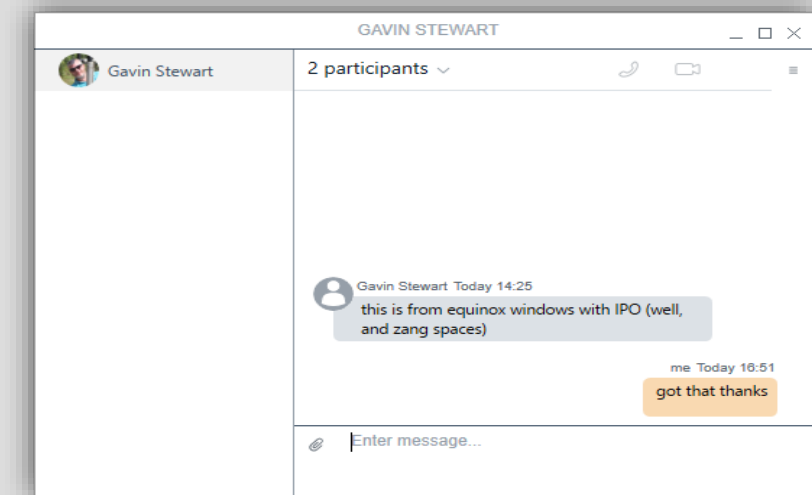 GAVIN STEWART
Gavin Stewart
2 participants
Gavin Stewart Today 14:25
this is from equinox windows with IPO (well,
and zang spaces)
me Today 16:51
got that thanks
Enter message...